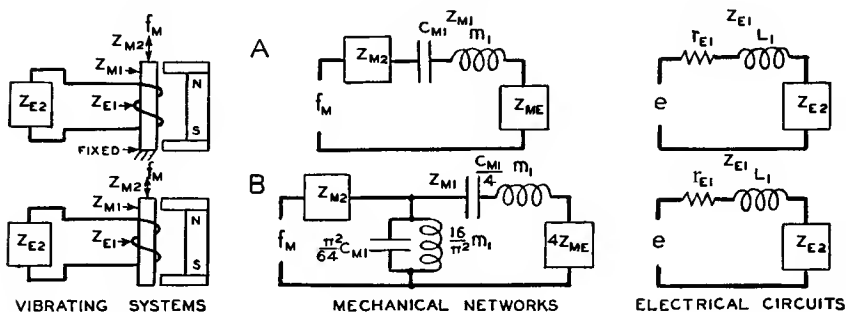 f_M
Z_M2
Z_M1
Z_E2
Z_E1
N
S
FIXED
A
f_M
Z_M2
C_M1
Z_M1
m_1
Z_ME
Z_E1
r_E1
L_1
e
Z_E2
f_M
Z_M2
Z_M1
Z_E2
Z_E1
N
S
B
f_M
Z_M2
π²/64 C_M1
16/π² m_1
Z_M1
C_M1/4
m_1
4Z_ME
Z_E1
r_E1
L_1
e
Z_E2
VIBRATING SYSTEMS
MECHANICAL NETWORKS
ELECTRICAL CIRCUITS